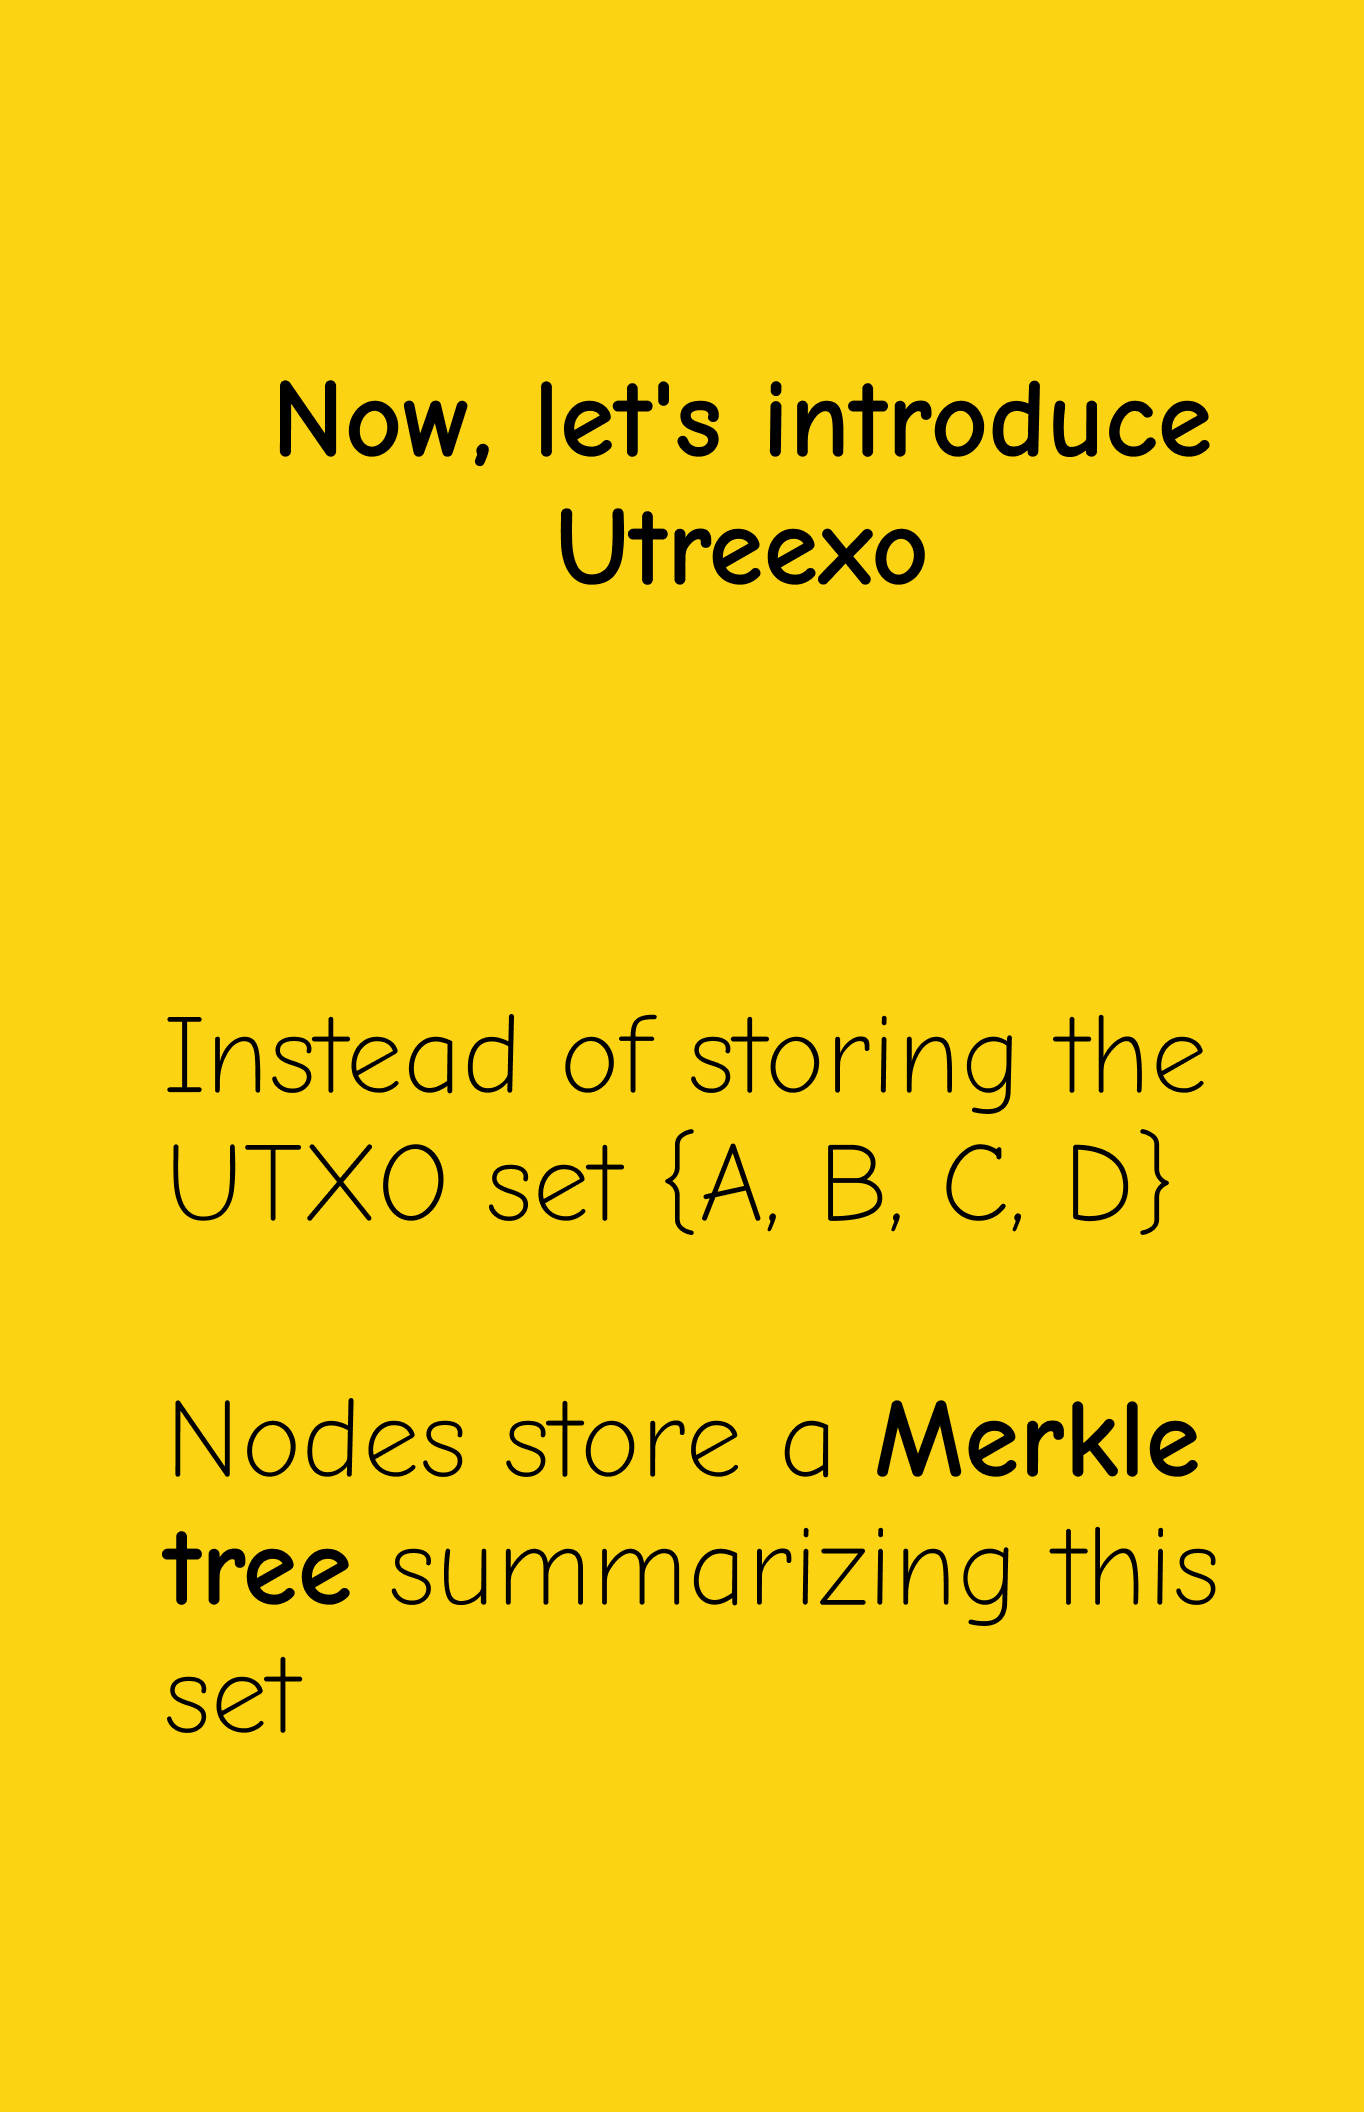 Now, let's introduce
Utreexo
Instead of storing the
UTXO set {A, B, C, D}
Nodes store a Merkle
tree summarizing this
set